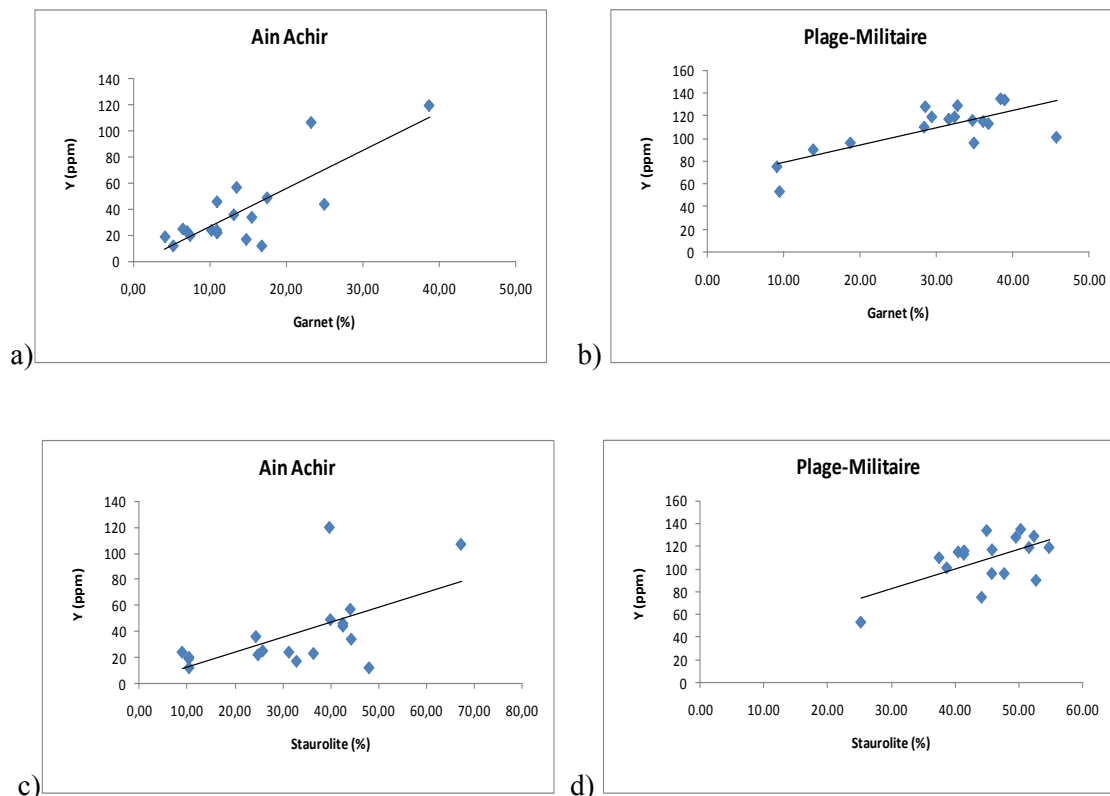 Ain Achir
Y (ppm)
140
120
100
80
60
40
20
0
0,00 10,00 20,00 30,00 40,00 50,00
Garnet (%)
a)
Plage-Militaire
Y (ppm)
160
140
120
100
80
60
40
20
0
0.00 10.00 20.00 30.00 40.00 50.00
Garnet (%)
b)
Ain Achir
Y (ppm)
140
120
100
80
60
40
20
0
0,00 10,00 20,00 30,00 40,00 50,00 60,00 70,00 80,00
Staurolite (%)
c)
Plage-Militaire
Y (ppm)
160
140
120
100
80
60
40
20
0
0.00 10.00 20.00 30.00 40.00 50.00 60.00
Staurolite (%)
d)